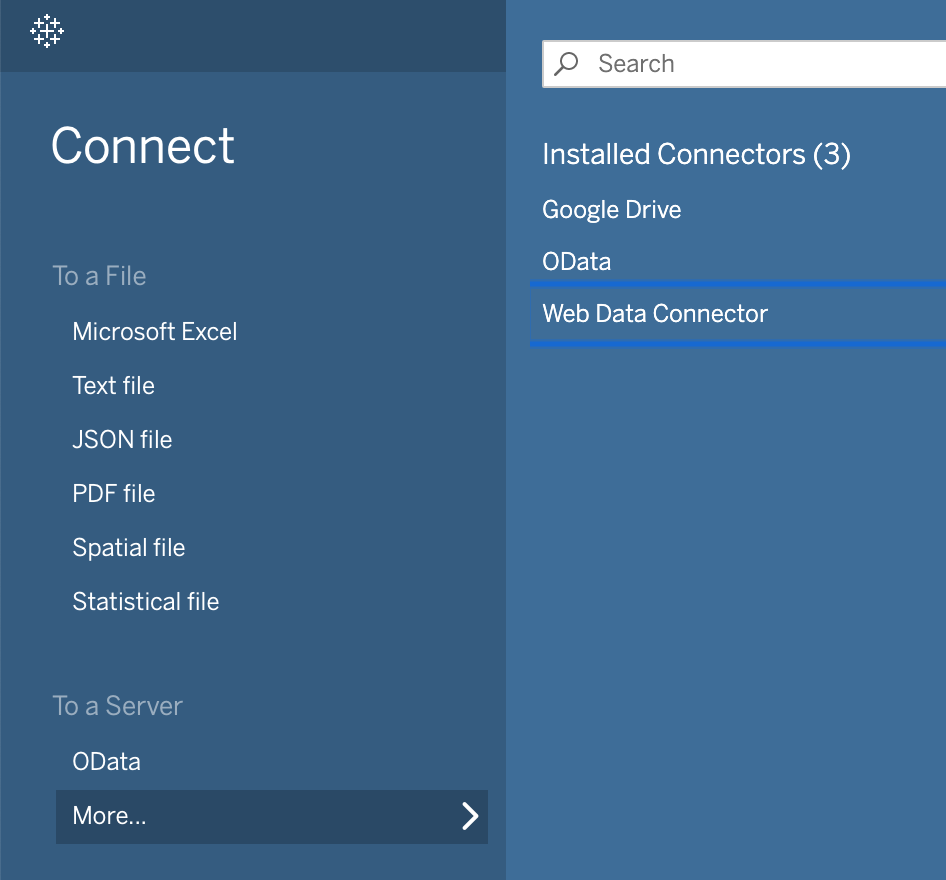 Connect
To a File
Microsoft Excel
Text file
JSON file
PDF file
Spatial file
Statistical file
To a Server
OData
More...
Search
Installed Connectors (3)
Google Drive
OData
Web Data Connector